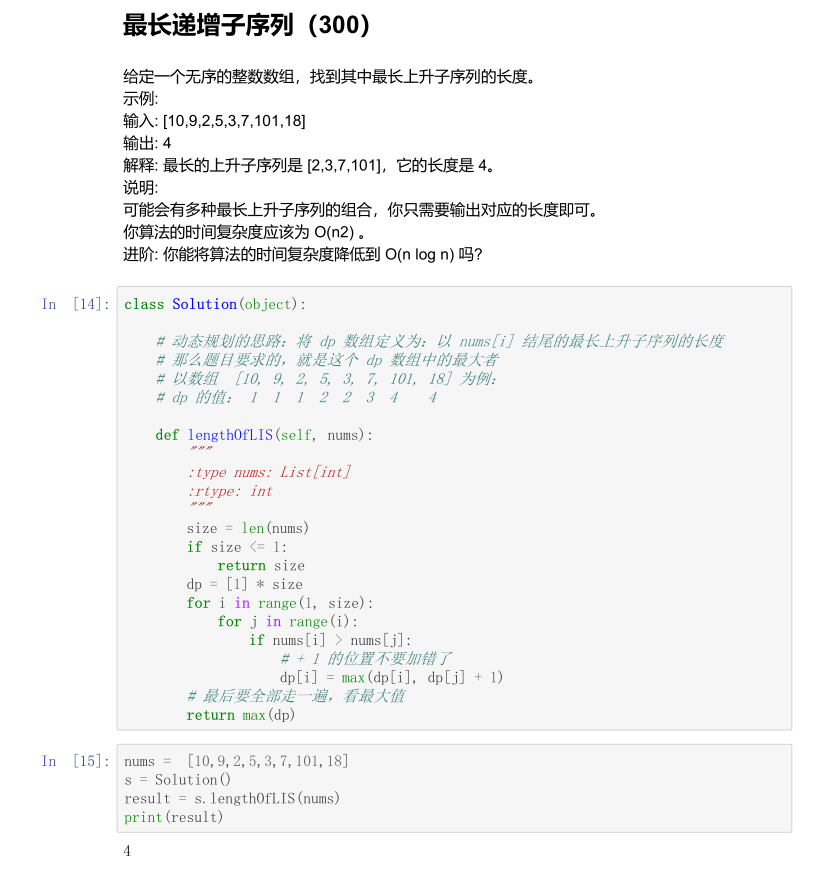 最长递增子序列（300）
给定一个无序的整数数组，找到其中最长上升子序列的长度。
示例:
输入: [10,9,2,5,3,7,101,18]
输出: 4
解释: 最长的上升子序列是 [2,3,7,101]，它的长度是 4。
说明:
可能会有多种最长上升子序列的组合，你只需要输出对应的长度即可。
你算法的时间复杂度应该为 O(n2) 。
进阶: 你能将算法的时间复杂度降低到 O(n log n) 吗?
In [14]: class Solution(object):
# 动态规划的思路：将 dp 数组定义为：以 nums[i] 结尾的最长上升子序列的长度
# 那么题目要求的，就是这个 dp 数组中的最大者
# 以数组 [10, 9, 2, 5, 3, 7, 101, 18] 为例：
# dp 的值： 1 1 1 2 2 3 4 4
def lengthOfLIS(self, nums):
"""
:type nums: List[int]
:rtype: int
"""
size = len(nums)
if size <= 1:
return size
dp = [1] * size
for i in range(1, size):
for j in range(i):
if nums[i] > nums[j]:
# + 1 的位置不要加错了
dp[i] = max(dp[i], dp[j] + 1)
# 最后要全部走一遍，看最大值
return max(dp)
In [15]: nums = [10,9,2,5,3,7,101,18]
s = Solution()
result = s.lengthOfLIS(nums)
print(result)
4